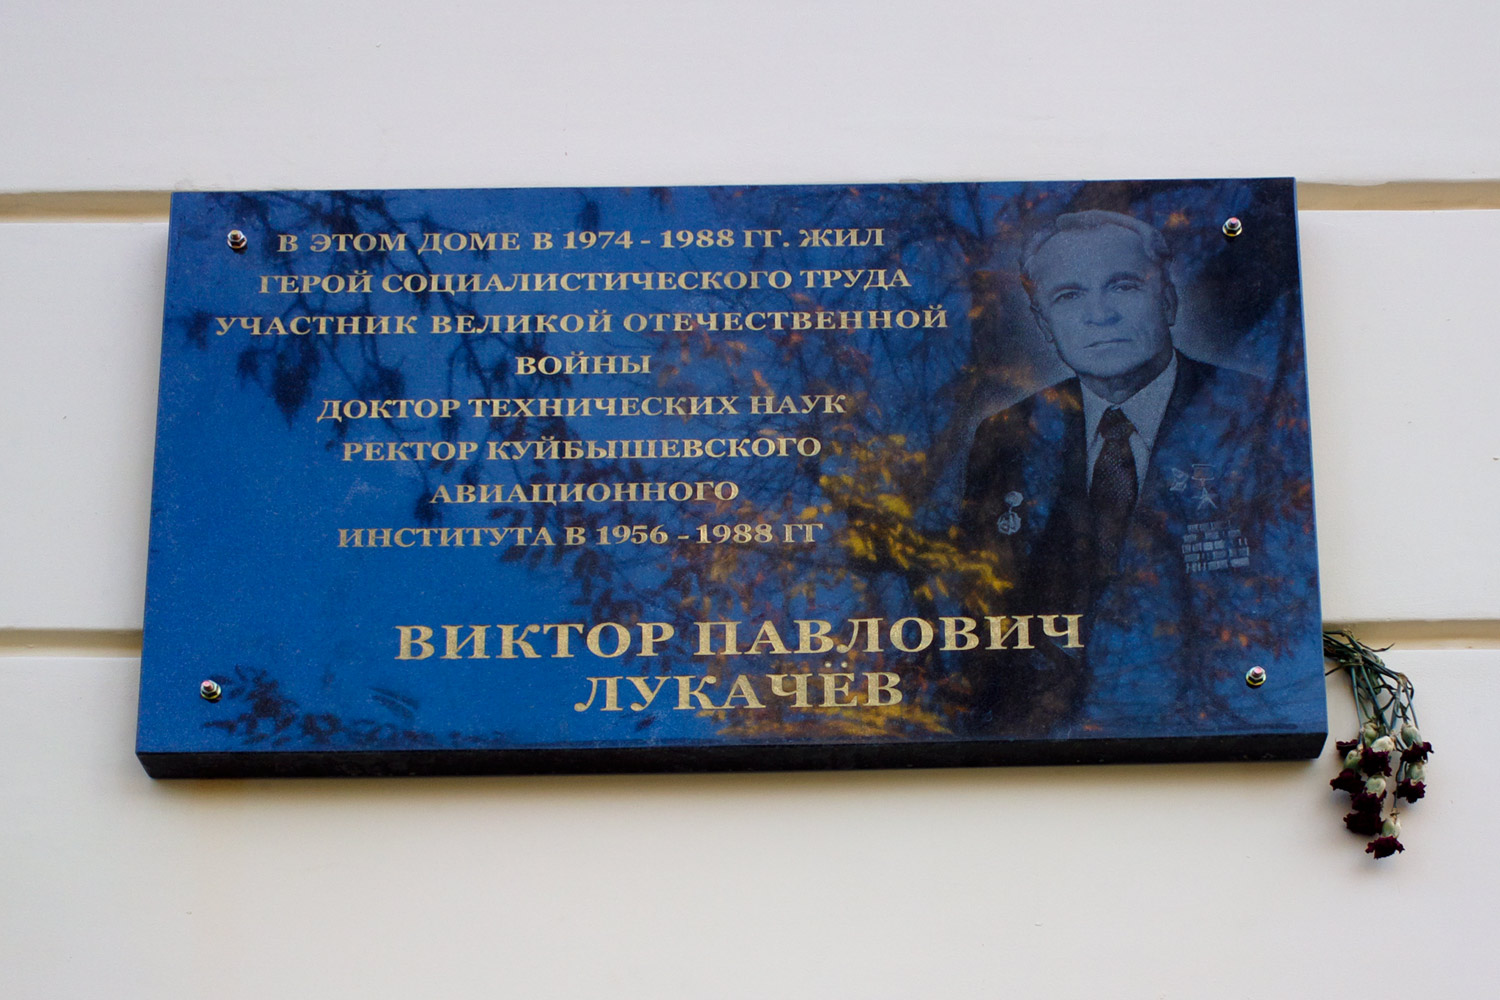 В ЭТОМ ДОМЕ В 1974 - 1988 ГГ. ЖИЛ
ГЕРОЙ СОЦИАЛИСТИЧЕСКОГО ТРУДА
УЧАСТНИК ВЕЛИКОЙ ОТЕЧЕСТВЕННОЙ
ВОЙНЫ
ДОКТОР ТЕХНИЧЕСКИХ НАУК
РЕКТОР КУЙБЫШЕВСКОГО
АВИАЦИОННОГО
ИНСТИТУТА В 1956 - 1988 ГГ
ВИКТОР ПАВЛОВИЧ
ЛУКАЧЁВ